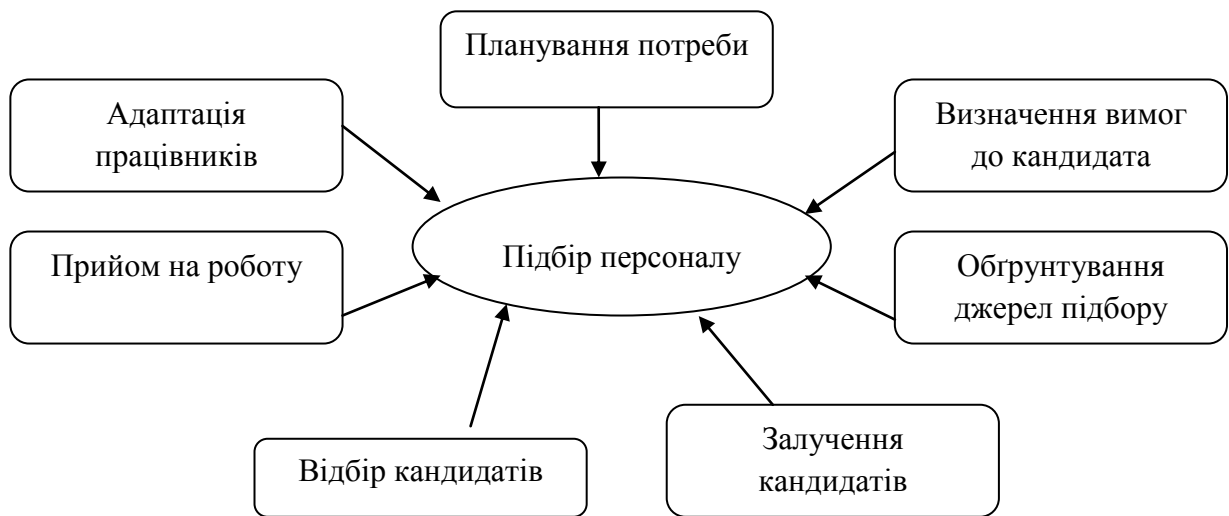 Планування потреби
Адаптація
працівників
Визначення вимог
до кандидата
Підбір персоналу
Прийом на роботу
Обґрунтування
джерел підбору
Відбір кандидатів
Залучення
кандидатів